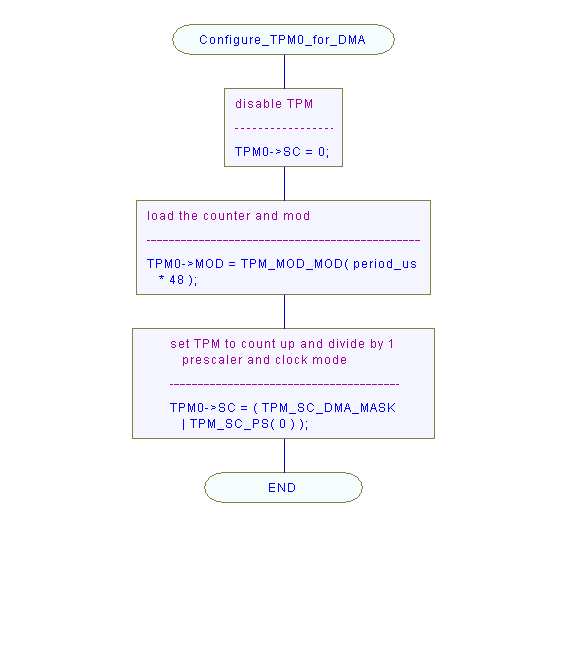 Configure_TPM0_for_DMA
disable TPM
TPM0->SC = 0;
load the counter and mod
TPM0->MOD = TPM_MOD_MOD( period_us
* 48 );
set TPM to count up and divide by 1
prescaler and clock mode
TPM0->SC = ( TPM_SC_DMA_MASK
| TPM_SC_PS( 0 ) );
END